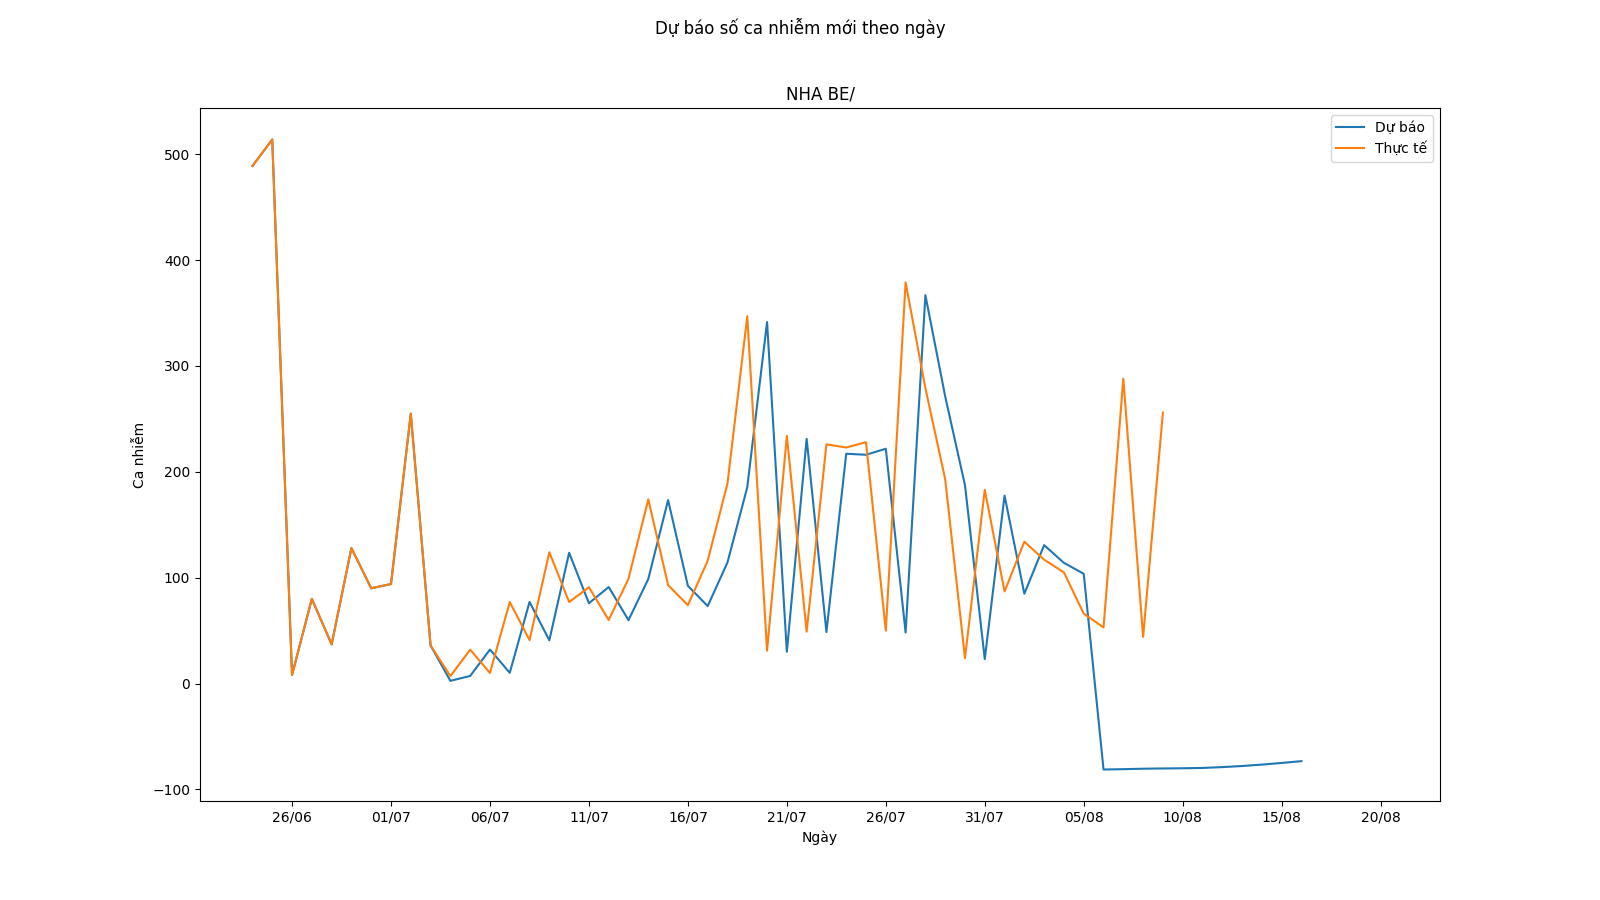 Dự báo số ca nhiễm mới theo ngày
NHA BE/
Dự báo
Thực tế
Ca nhiễm
500
400
300
200
100
0
−100
26/06 01/07 06/07 11/07 16/07 21/07 26/07 31/07 05/08 10/08 15/08 20/08
Ngày